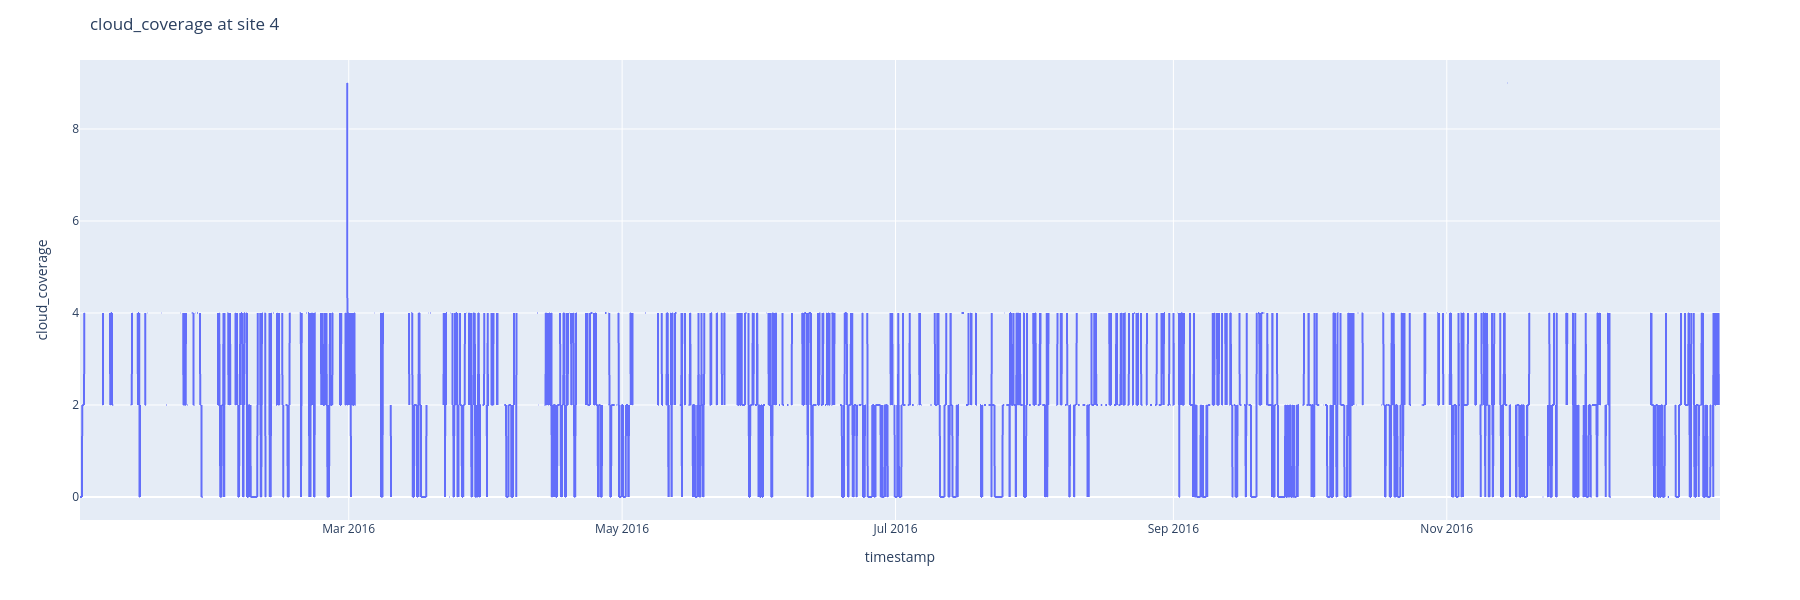 cloud_coverage at site 4
cloud_coverage
8
6
4
2
0
Mar 2016
May 2016
Jul 2016
Sep 2016
Nov 2016
timestamp